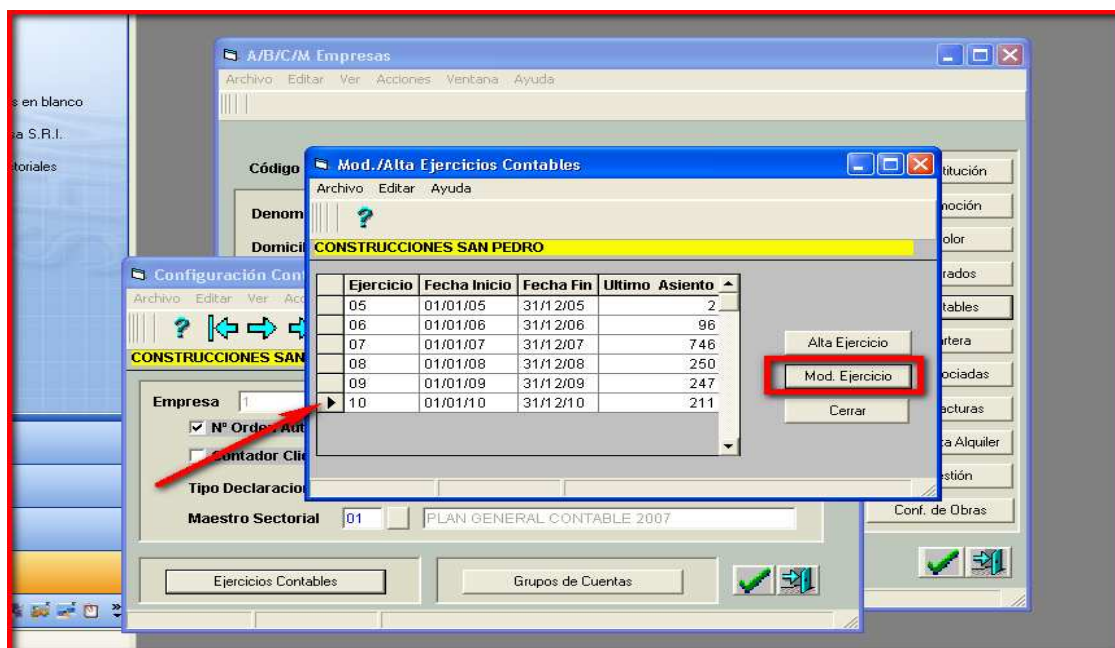 A/B/C/M Empresas
Archivo Editar Ver Acciones Ventana Ayuda
s en blanco
sa S.R.I.
toriales
Código
Denom
Domicil
Mod./Alta Ejercicios Contables
Archivo Editar Ayuda
CONSTRUCCIONES SAN PEDRO
Ejercicio Fecha Inicio Fecha Fin Ultimo Asiento
05 01/01/05 31/12/05 2
06 01/01/06 31/12/06 96
07 01/01/07 31/12/07 746
08 01/01/08 31/12/08 250
09 01/01/09 31/12/09 247
10 01/01/10 31/12/10 211
Alta Ejercicio
Mod. Ejercicio
Cerrar
titución
moción
olor
rados
tables
rtera
ociadas
acturas
ta Alquiler
estión
Conf. de Obras
Configuración Con
Archivo Editar Ver Acc
CONSTRUCCIONES SAN
Empresa 1
Nº Orden Aut
Contador Clie
Tipo Declaracion
Maestro Sectorial 01 PLAN GENERAL CONTABLE 2007
Ejercicios Contables
Grupos de Cuentas